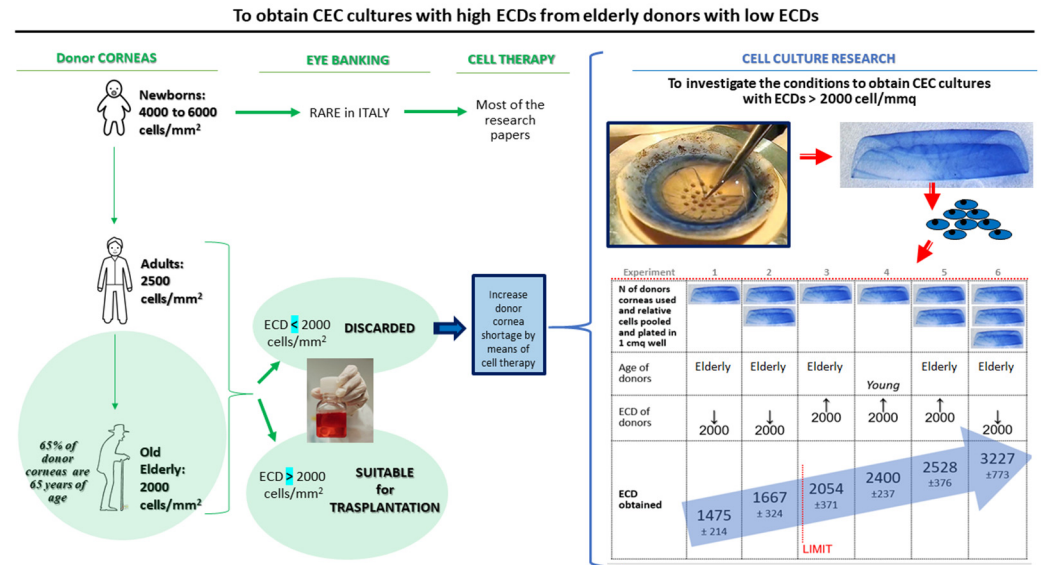 To obtain CEC cultures with high ECDs from elderly donors with low ECDs
Donor CORNEAS
EYE BANKING
CELL THERAPY
Newborns:
4000 to 6000
cells/mm²
RARE in ITALY
Most of the
research
papers
Adults:
2500
cells/mm²
65% of
donor
corneas are
65 years of
age
Old
Elderly:
2000
cells/mm²
ECD < 2000
cells/mm²
DISCARDED
ECD > 2000
cells/mm²
SUITABLE
for
TRASPLANTATION
Increase
donor
cornea
shortage by
means of
cell therapy
CELL CULTURE RESEARCH
To investigate the conditions to obtain CEC cultures
with ECDs > 2000 cell/mmq
Experiment 1 2 3 4 5 6
N of donors
corneas used
and relative
cells pooled
and plated in
1 cmq well
Age of
donors
Elderly Elderly Elderly Young Elderly Elderly
ECD of
donors
↓ ↓ ↑ ↑ ↑ ↓
2000 2000 2000 2000 2000 2000
ECD
obtained
1475
± 214
1667
± 324
2054
±371
2400
±237
2528
±376
3227
±773
LIMIT